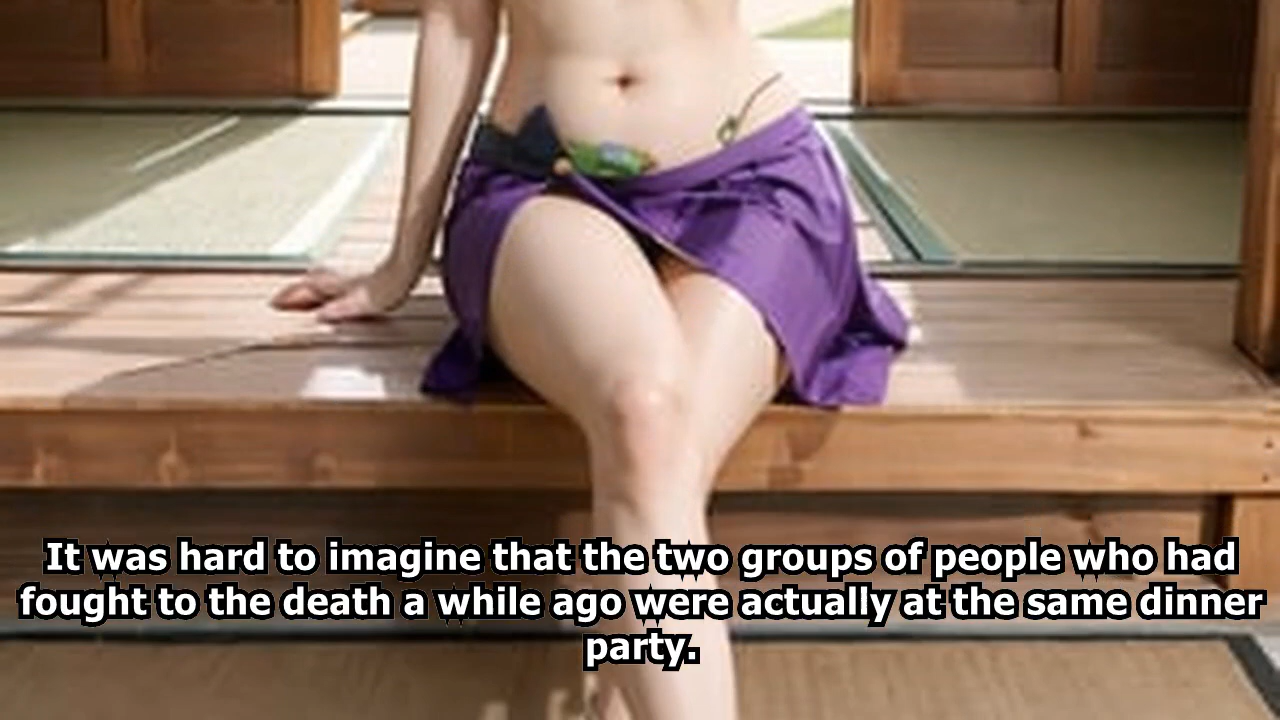 It was hard to imagine that the two groups of people who had
fought to the death a while ago were actually at the same dinner
party.